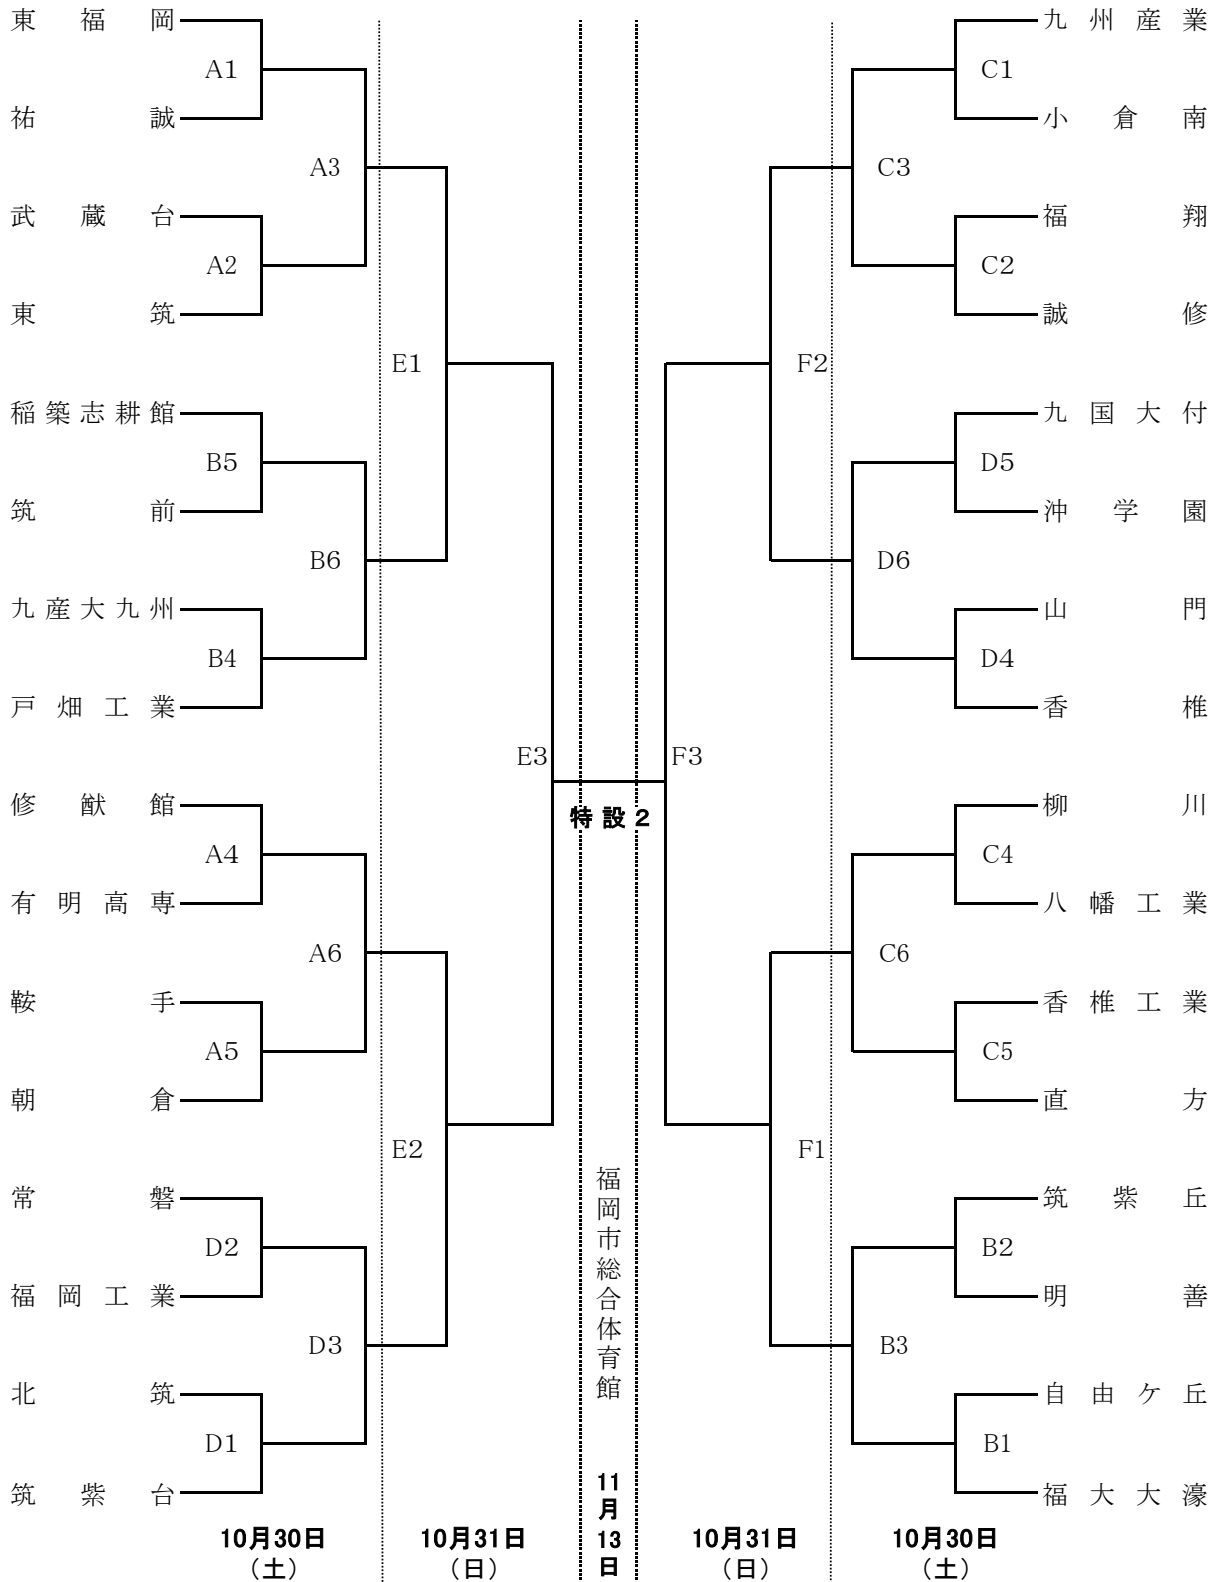 東福岡
九州産業
A1
C1
祐誠
小倉南
A3
C3
武蔵台
福翔
A2
C2
東筑
誠修
E1
F2
稲築志耕館
九国大付
B5
D5
筑前
沖学園
B6
D6
九産大九州
山門
B4
D4
戸畑工業
香椎
E3
F3
修猷館
柳川
特設2
A4
C4
有明高専
八幡工業
A6
C6
鞍手
香椎工業
A5
C5
朝倉
直方
E2
F1
常磐
筑紫丘
D2
B2
福岡工業
明善
D3
B3
北筑
自由ケ丘
D1
B1
筑紫台
福大大濠
福岡市総合体育館
11月13日
10月30日
(土)
10月31日
(日)
10月31日
(日)
10月30日
(土)